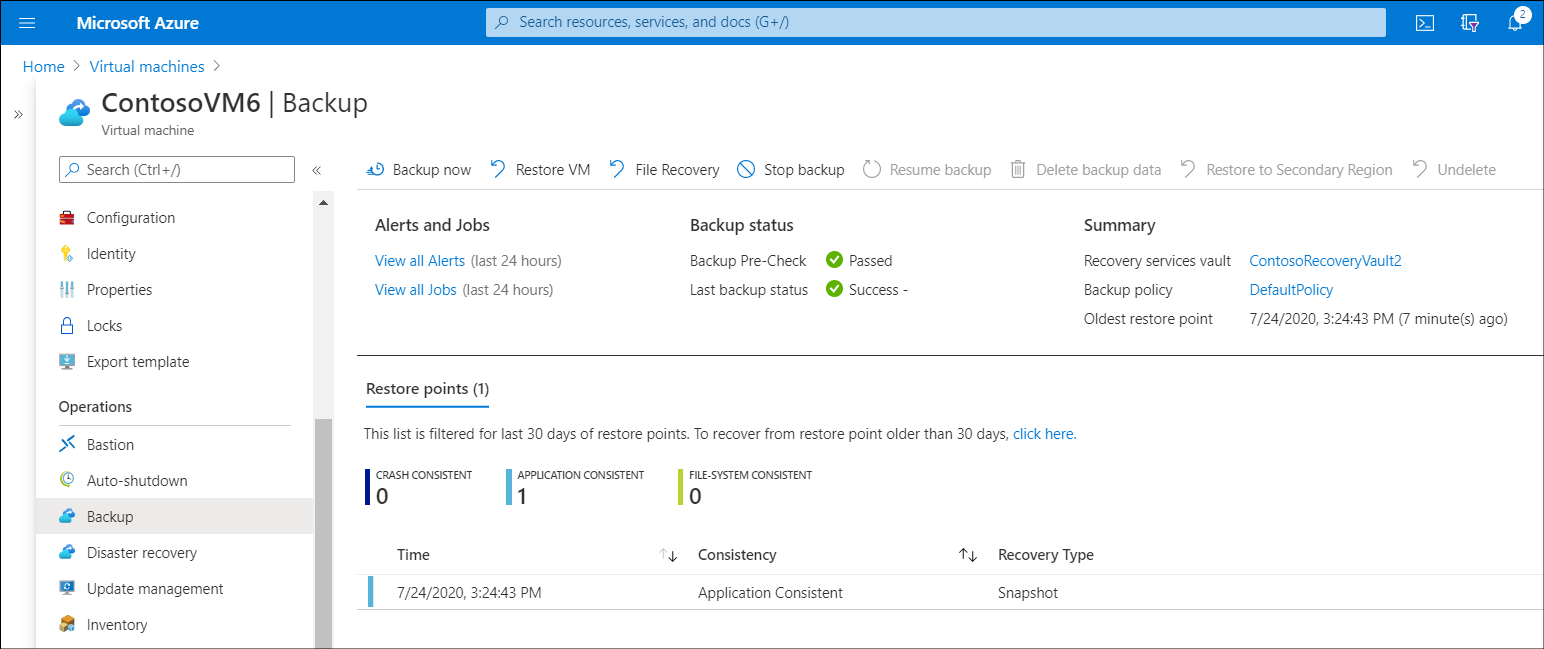 Microsoft Azure
Search resources, services, and docs (G+/)
2
Home > Virtual machines >
»
ContosoVM6 | Backup
Virtual machine
Search (Ctrl+/)
«
Backup now
Restore VM
File Recovery
Stop backup
Resume backup
Delete backup data
Restore to Secondary Region
Undelete
Configuration
Identity
Properties
Locks
Export template
Operations
Bastion
Auto-shutdown
Backup
Disaster recovery
Update management
Inventory
Alerts and Jobs
View all Alerts (last 24 hours)
View all Jobs (last 24 hours)
Backup status
Backup Pre-Check Passed
Last backup status Success -
Summary
Recovery services vault ContosoRecoveryVault2
Backup policy DefaultPolicy
Oldest restore point 7/24/2020, 3:24:43 PM (7 minute(s) ago)
Restore points (1)
This list is filtered for last 30 days of restore points. To recover from restore point older than 30 days, click here.
CRASH CONSISTENT
0
APPLICATION CONSISTENT
1
FILE-SYSTEM CONSISTENT
0
Time Consistency Recovery Type
7/24/2020, 3:24:43 PM Application Consistent Snapshot